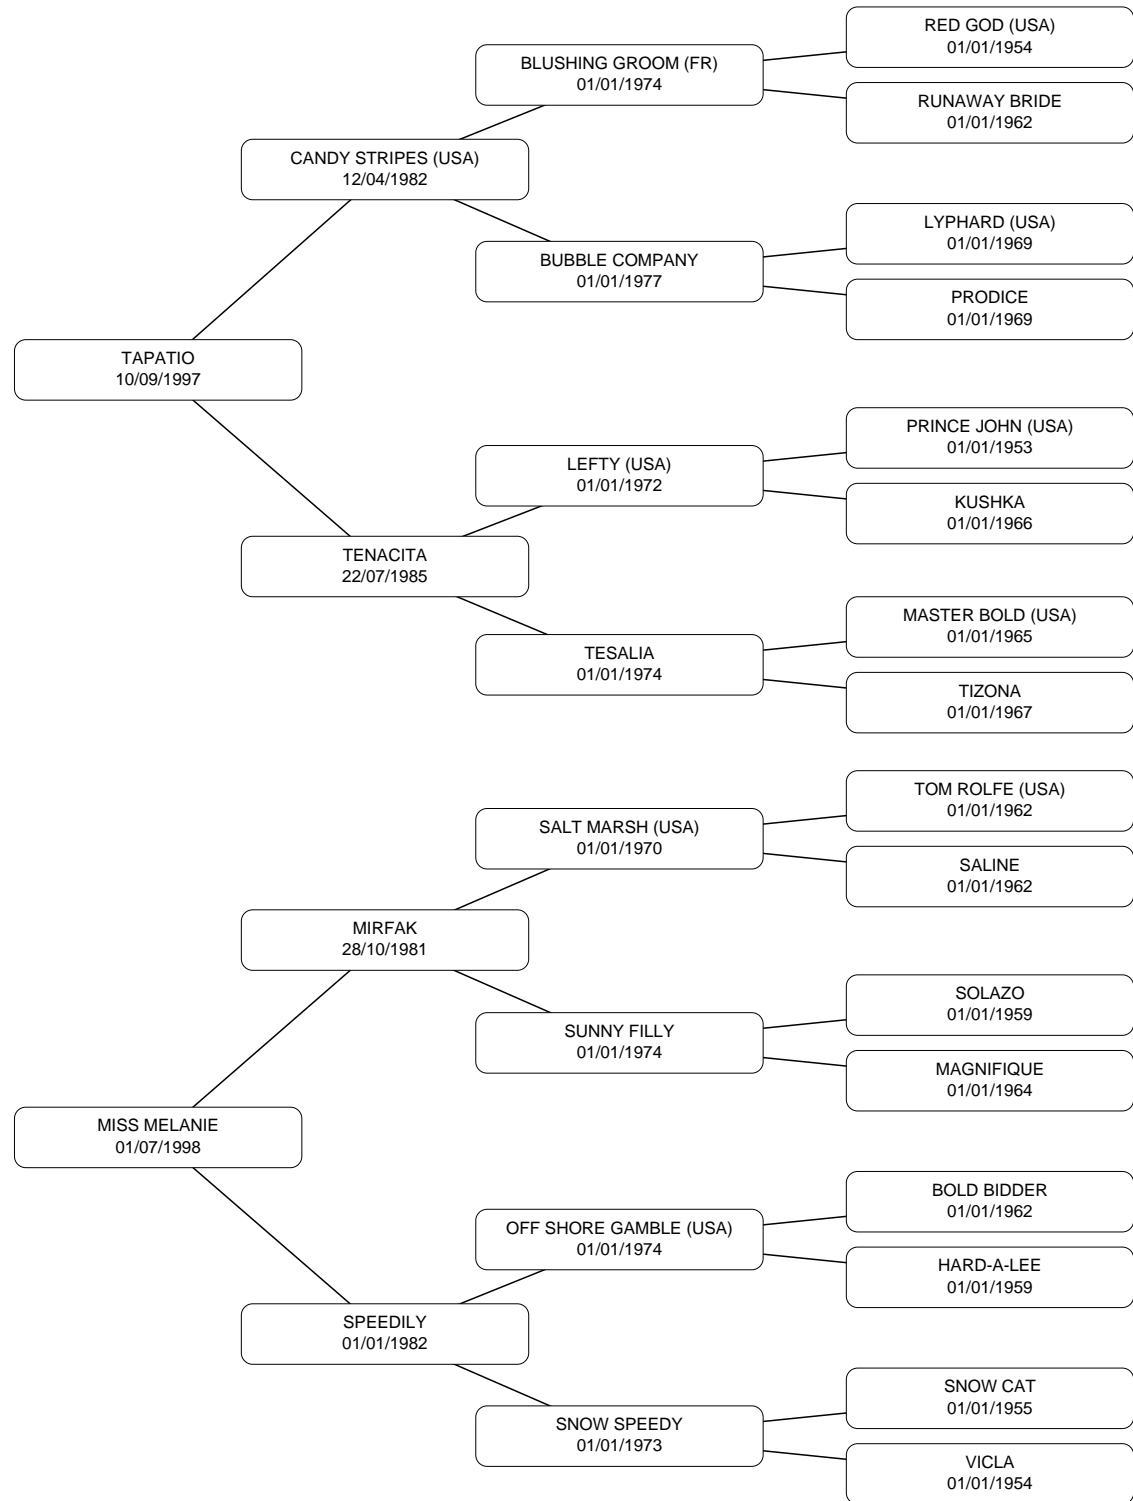 RED GOD (USA)
01/01/1954
BLUSHING GROOM (FR)
01/01/1974
RUNAWAY BRIDE
01/01/1962
CANDY STRIPES (USA)
12/04/1982
LYPHARD (USA)
01/01/1969
BUBBLE COMPANY
01/01/1977
PRODICE
01/01/1969
TAPATIO
10/09/1997
PRINCE JOHN (USA)
01/01/1953
LEFTY (USA)
01/01/1972
KUSHKA
01/01/1966
TENACITA
22/07/1985
MASTER BOLD (USA)
01/01/1965
TESALIA
01/01/1974
TIZONA
01/01/1967
TOM ROLFE (USA)
01/01/1962
SALT MARSH (USA)
01/01/1970
SALINE
01/01/1962
MIRFAK
28/10/1981
SOLAZO
01/01/1959
SUNNY FILLY
01/01/1974
MAGNIFIQUE
01/01/1964
MISS MELANIE
01/07/1998
BOLD BIDDER
01/01/1962
OFF SHORE GAMBLE (USA)
01/01/1974
HARD-A-LEE
01/01/1959
SPEEDILY
01/01/1982
SNOW CAT
01/01/1955
SNOW SPEEDY
01/01/1973
VICLA
01/01/1954